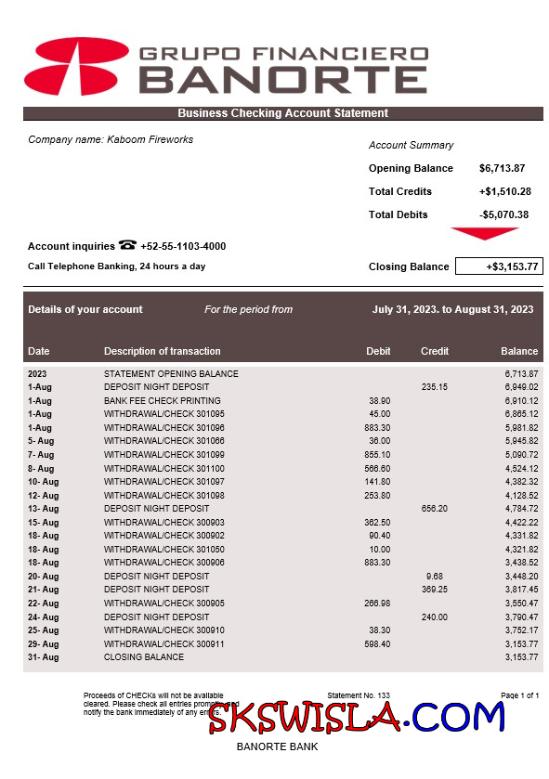 GRUPO FINANCIERO
BANORTE
Business Checking Account Statement
Company name: Kaboom Fireworks
Account Summary
Opening Balance $6,713.87
Total Credits +$1,510.28
Total Debits -$5,070.38
Account inquiries ☎ +52-55-1103-4000
Call Telephone Banking, 24 hours a day
Closing Balance +$3,153.77
Details of your account For the period from July 31, 2023. to August 31, 2023
Date Description of transaction Debit Credit Balance
2023 STATEMENT OPENING BALANCE 6,713.87
1-Aug DEPOSIT NIGHT DEPOSIT 235.15 6,949.02
1-Aug BANK FEE CHECK PRINTING 38.90 6,910.12
1-Aug WITHDRAWAL/CHECK 301095 45.00 6,865.12
1-Aug WITHDRAWAL/CHECK 301096 883.30 5,981.82
5- Aug WITHDRAWAL/CHECK 301066 36.00 5,945.82
7- Aug WITHDRAWAL/CHECK 301099 855.10 5,090.72
8- Aug WITHDRAWAL/CHECK 301100 566.60 4,524.12
10- Aug WITHDRAWAL/CHECK 301097 141.80 4,382.32
12- Aug WITHDRAWAL/CHECK 301098 253.80 4,128.52
13- Aug DEPOSIT NIGHT DEPOSIT 656.20 4,784.72
15- Aug WITHDRAWAL/CHECK 300903 362.50 4,422.22
18- Aug WITHDRAWAL/CHECK 300902 90.40 4,331.82
18- Aug WITHDRAWAL/CHECK 301050 10.00 4,321.82
18- Aug WITHDRAWAL/CHECK 300906 883.30 3,438.52
20- Aug DEPOSIT NIGHT DEPOSIT 9.68 3,448.20
21- Aug DEPOSIT NIGHT DEPOSIT 369.25 3,817.45
22- Aug WITHDRAWAL/CHECK 300905 266.98 3,550.47
24- Aug DEPOSIT NIGHT DEPOSIT 240.00 3,790.47
25- Aug WITHDRAWAL/CHECK 300910 38.30 3,752.17
29- Aug WITHDRAWAL/CHECK 300911 598.40 3,153.77
31- Aug CLOSING BALANCE 3,153.77
Proceeds of CHECKs will not be available Statement No. 133 Page 1 of 1
cleared. Please check all entries
notify the bank immediately of any
SKSWISLA.COM
BANORTE BANK